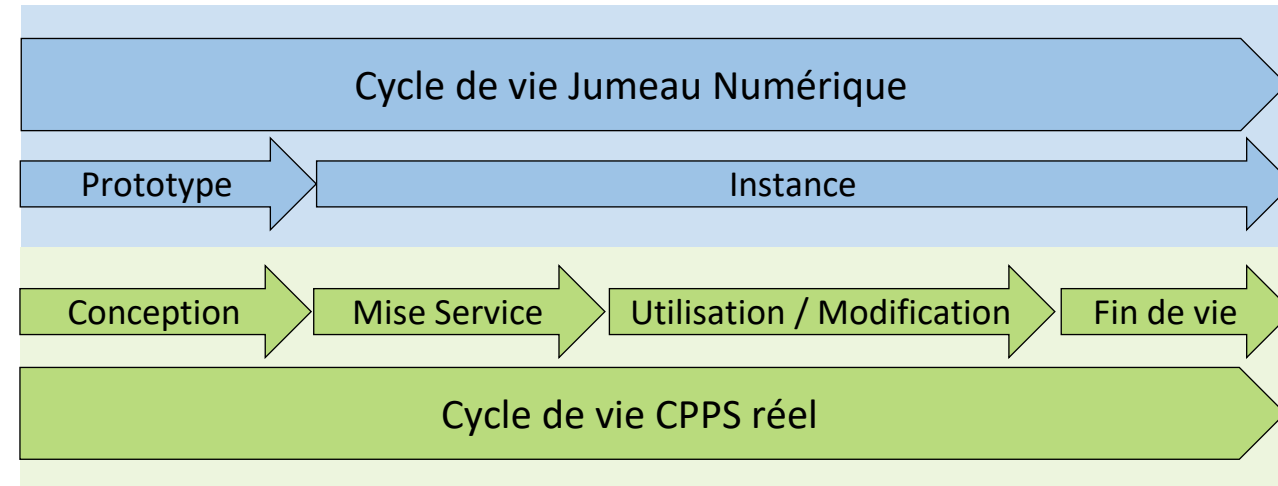 Cycle de vie Jumeau Numérique
Prototype
Instance
Conception
Mise Service
Utilisation / Modification
Fin de vie
Cycle de vie CPPS réel